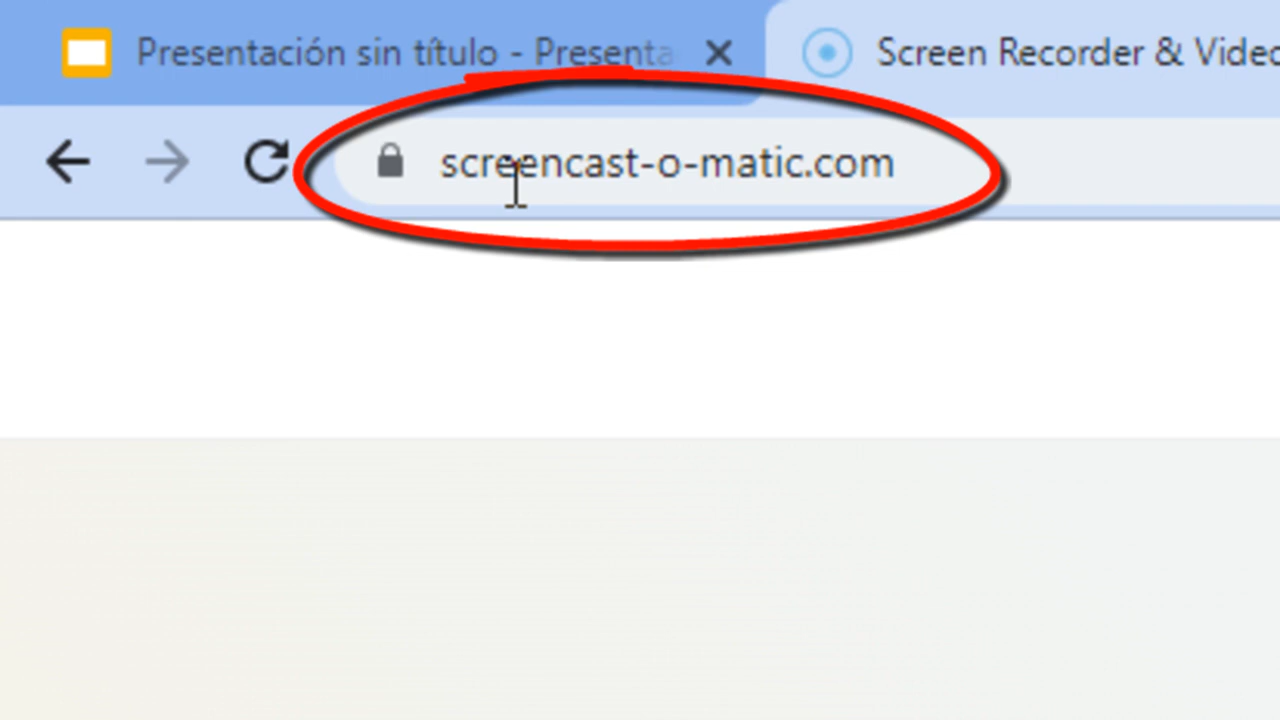 Presentación sin título - Presenta
Screen Recorder & Video
screencast-o-matic.com